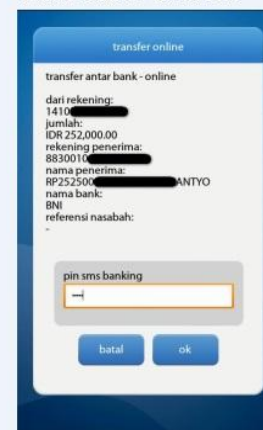 transfer online
transfer antar bank - online
dari rekening:
1410
jumlah:
IDR 252,000.00
rekening penerima:
8830010
nama penerima:
RP252500 ANTYO
nama bank:
BNI
referensi nasabah:
-
pin sms banking
batal ok